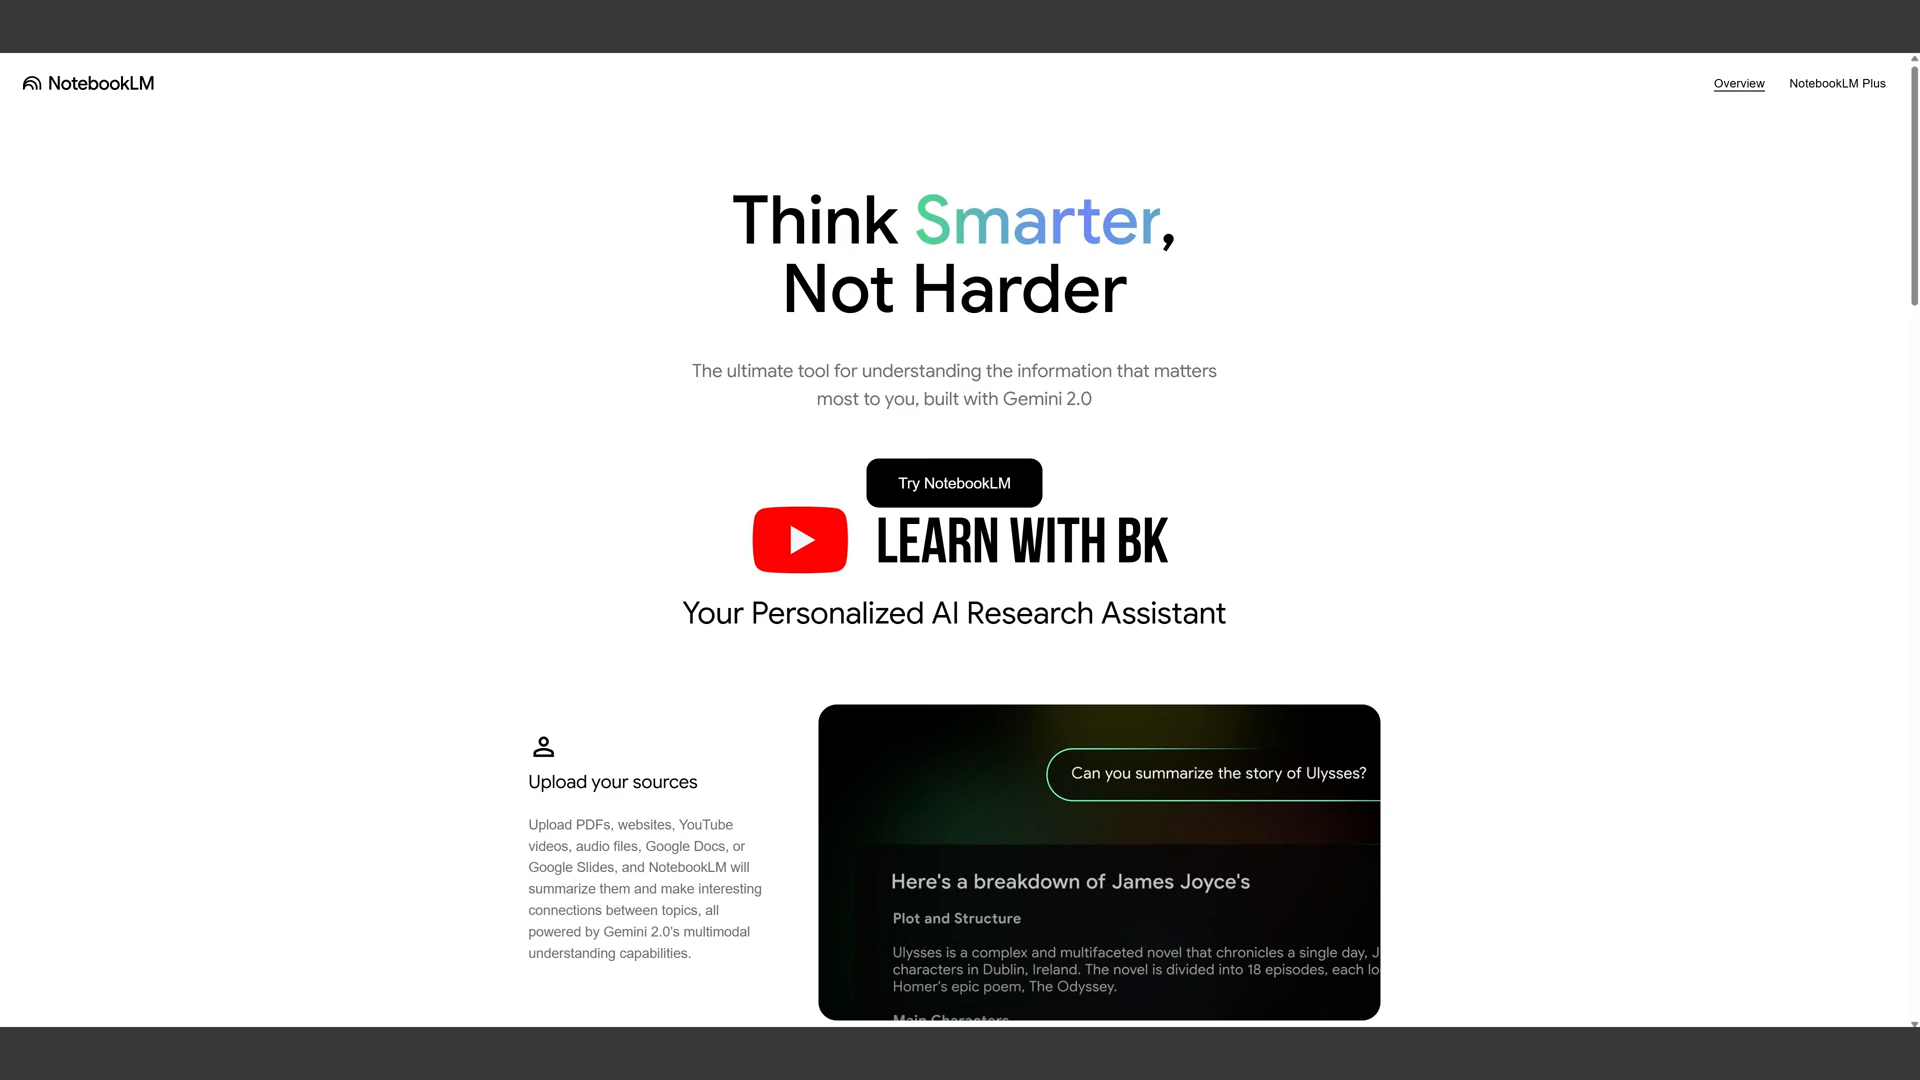 NotebookLM
Overview
NotebookLM Plus
Think Smarter,
Not Harder
The ultimate tool for understanding the information that matters
most to you, built with Gemini 2.0
Try NotebookLM
LEARN WITH BK
Your Personalized AI Research Assistant
Upload your sources
Upload PDFs, websites, YouTube
videos, audio files, Google Docs, or
Google Slides, and NotebookLM will
summarize them and make interesting
connections between topics, all
powered by Gemini 2.0's multimodal
understanding capabilities.
Can you summarize the story of Ulysses?
Here's a breakdown of James Joyce's
Plot and Structure
Ulysses is a complex and multifaceted novel that chronicles a single day, J
characters in Dublin, Ireland. The novel is divided into 18 episodes, each lo
Homer's epic poem, The Odyssey.
Main Characters